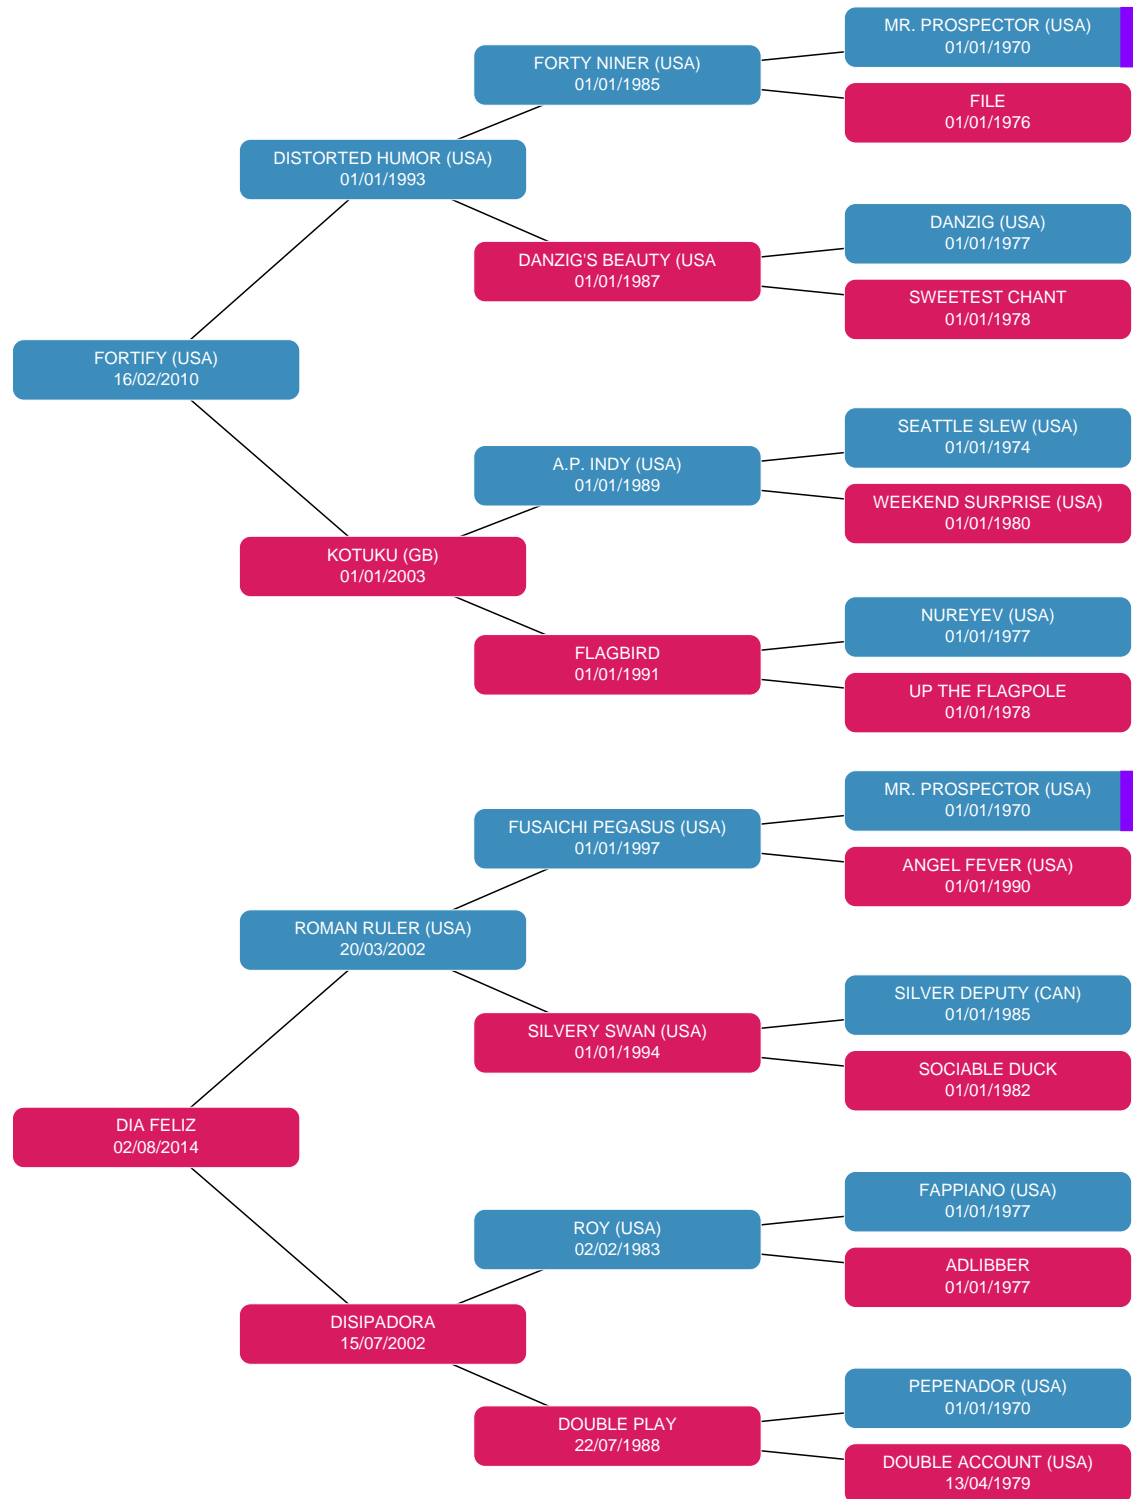 MR. PROSPECTOR (USA)
01/01/1970
FORTY NINER (USA)
01/01/1985
FILE
01/01/1976
DISTORTED HUMOR (USA)
01/01/1993
DANZIG (USA)
01/01/1977
DANZIG'S BEAUTY (USA
01/01/1987
SWEETEST CHANT
01/01/1978
FORTIFY (USA)
16/02/2010
SEATTLE SLEW (USA)
01/01/1974
A.P. INDY (USA)
01/01/1989
WEEKEND SURPRISE (USA)
01/01/1980
KOTUKU (GB)
01/01/2003
NUREYEV (USA)
01/01/1977
FLAGBIRD
01/01/1991
UP THE FLAGPOLE
01/01/1978
MR. PROSPECTOR (USA)
01/01/1970
FUSAICHI PEGASUS (USA)
01/01/1997
ANGEL FEVER (USA)
01/01/1990
ROMAN RULER (USA)
20/03/2002
SILVER DEPUTY (CAN)
01/01/1985
SILVERY SWAN (USA)
01/01/1994
SOCIABLE DUCK
01/01/1982
DIA FELIZ
02/08/2014
FAPPIANO (USA)
01/01/1977
ROY (USA)
02/02/1983
ADLIBBER
01/01/1977
DISIPADORA
15/07/2002
PEPENADOR (USA)
01/01/1970
DOUBLE PLAY
22/07/1988
DOUBLE ACCOUNT (USA)
13/04/1979